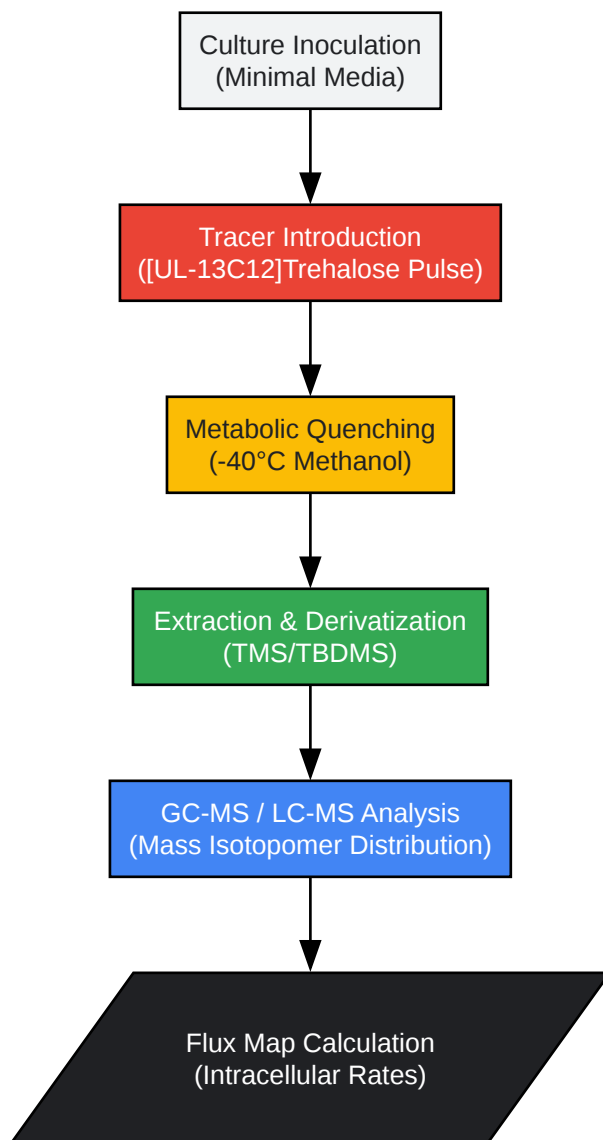 Culture Inoculation
(Minimal Media)
Tracer Introduction
([UL-13C12]Trehalose Pulse)
Metabolic Quenching
(-40°C Methanol)
Extraction & Derivatization
(TMS/TBDMS)
GC-MS / LC-MS Analysis
(Mass Isotopomer Distribution)
Flux Map Calculation
(Intracellular Rates)